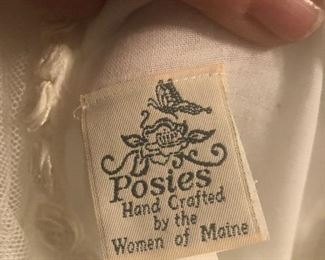 Posies
Hand Crafted
by the
Women of Maine